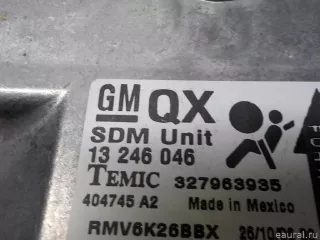 GM QX
SDM Unit
13 246 046
TEMIC 327963935
404745 A2 Made in Mexico
RMV6K26BBX
eaural.ru